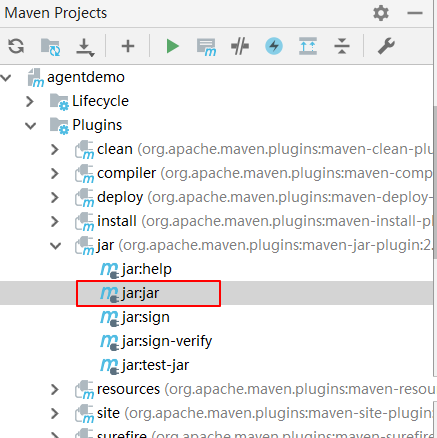 Maven Projects
agentdemo
Lifecycle
Plugins
clean (org.apache.maven.plugins:maven-clean-plu
compiler (org.apache.maven.plugins:maven-comp
deploy (org.apache.maven.plugins:maven-deploy-
install (org.apache.maven.plugins:maven-install-pl
jar (org.apache.maven.plugins:maven-jar-plugin:2.
jar:help
jar:jar
jar:sign
jar:sign-verify
jar:test-jar
resources (org.apache.maven.plugins:maven-resou
site (org.apache.maven.plugins:maven-site-plugin:
surefire (org.apache.maven.plugins:maven-surefire